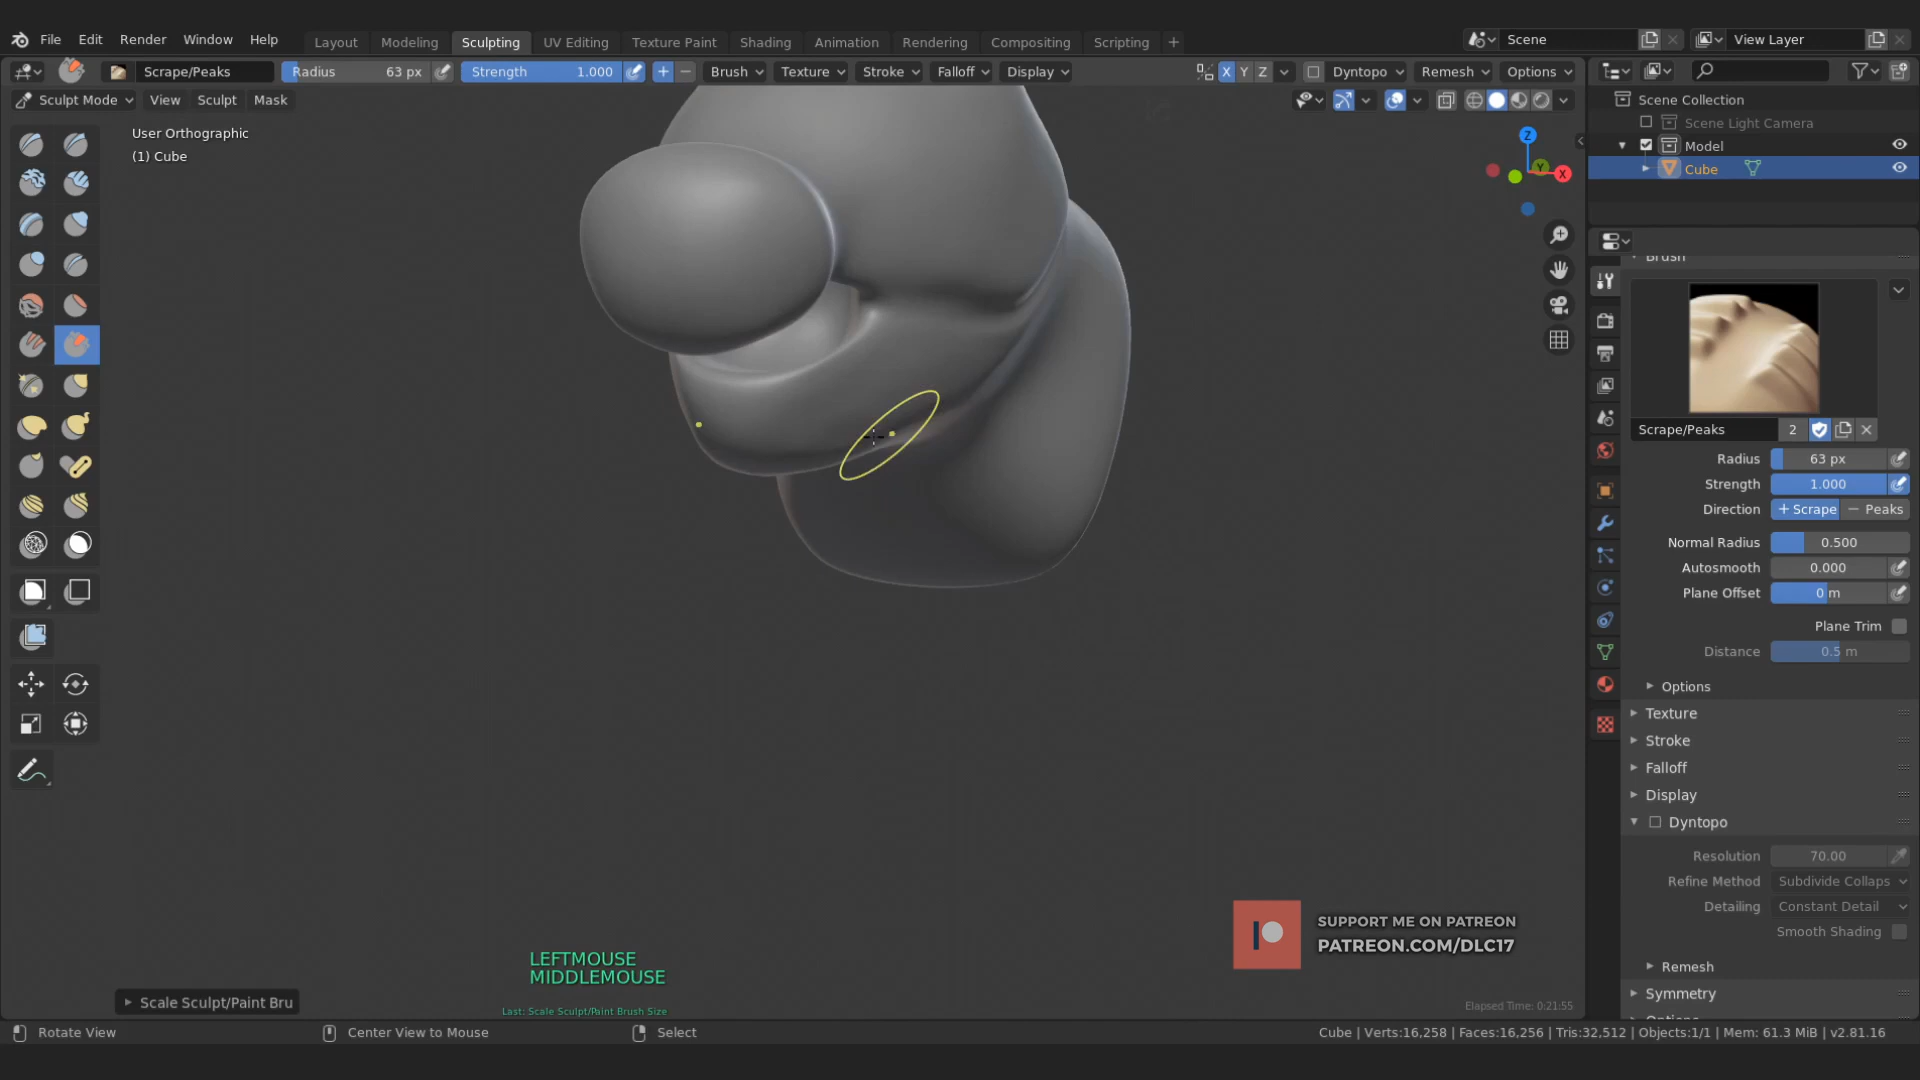 File Edit Render Window Help Layout Modeling Sculpting UV Editing Texture Paint Shading Animation Rendering Compositing Scripting + Scene View Layer
Scrape/Peaks Radius 63 px Strength 1.000 + − Brush Texture Stroke Falloff Display X Y Z Dyntopo Remesh Options
Sculpt Mode View Sculpt Mask
User Orthographic
(1) Cube
Z
Y
X
Scene Collection
Scene Light Camera
Model
Cube
Brush
Scrape/Peaks 2
Radius 63 px
Strength 1.000
Direction + Scrape − Peaks
Normal Radius 0.500
Autosmooth 0.000
Plane Offset 0 m
Plane Trim
Distance 0.5 m
Options
Texture
Stroke
Falloff
Display
Dyntopo
Resolution 70.00
Refine Method Subdivide Collaps
Detailing Constant Detail
Smooth Shading
Remesh
Symmetry
SUPPORT ME ON PATREON
PATREON.COM/DLC17
LEFTMOUSE
MIDDLEMOUSE
Last: Scale Sculpt/Paint Brush Size
Scale Sculpt/Paint Bru
Elapsed Time: 0:21:55
Rotate View Center View to Mouse Select Cube | Verts:16,258 | Faces:16,256 | Tris:32,512 | Objects:1/1 | Mem: 61.3 MiB | v2.81.16